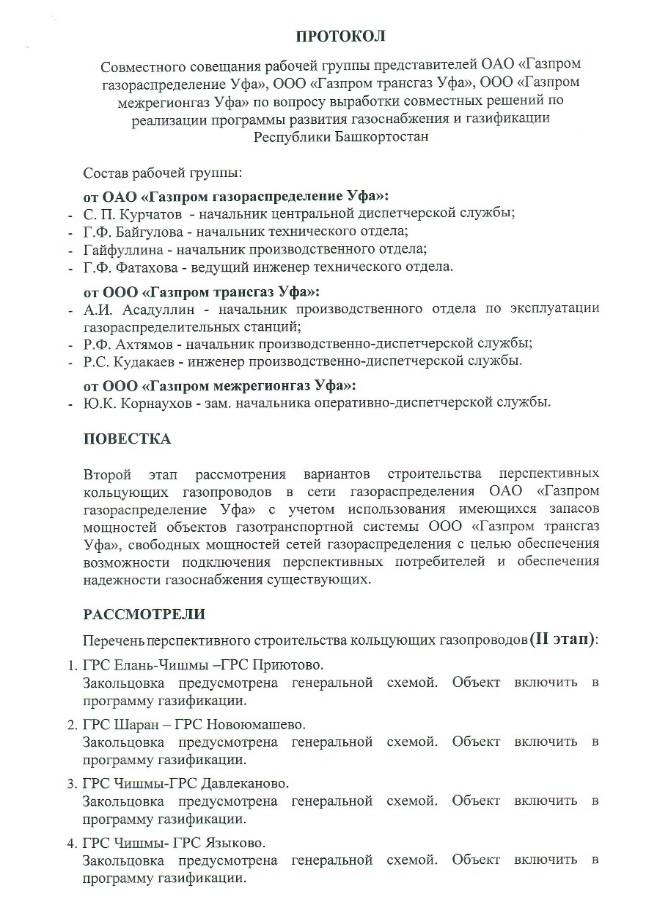 ПРОТОКОЛ
Совместного совещания рабочей группы представителей ОАО «Газпром
газораспределение Уфа», ООО «Газпром трансгаз Уфа», ООО «Газпром
межрегионгаз Уфа» по вопросу выработки совместных решений по
реализации программы развития газоснабжения и газификации
Республики Башкортостан
Состав рабочей группы:
от ОАО «Газпром газораспределение Уфа»:
- С. П. Курчатов - начальник центральной диспетчерской службы;
- Г.Ф. Байгулова - начальник технического отдела;
- Гайфуллина - начальник производственного отдела;
- Г.Ф. Фатахова - ведущий инженер технического отдела.
от ООО «Газпром трансгаз Уфа»:
- А.И. Асадуллин - начальник производственного отдела по эксплуатации
газораспределительных станций;
- Р.Ф. Ахтямов - начальник производственно-диспетчерской службы;
- Р.С. Кудакаев - инженер производственно-диспетчерской службы.
от ООО «Газпром межрегионгаз Уфа»:
- Ю.К. Корнаухов - зам. начальника оперативно-диспетчерской службы.
ПОВЕСТКА
Второй этап рассмотрения вариантов строительства перспективных
кольцующих газопроводов в сети газораспределения ОАО «Газпром
газораспределение Уфа» с учетом использования имеющихся запасов
мощностей объектов газотранспортной системы ООО «Газпром трансгаз
Уфа», свободных мощностей сетей газораспределения с целью обеспечения
возможности подключения перспективных потребителей и обеспечения
надежности газоснабжения существующих.
РАССМОТРЕЛИ
Перечень перспективного строительства кольцующих газопроводов (II этап):
1. ГРС Елань-Чишмы –ГРС Приютово.
Закольцовка предусмотрена генеральной схемой. Объект включить в
программу газификации.
2. ГРС Шаран – ГРС Новоюмашево.
Закольцовка предусмотрена генеральной схемой. Объект включить в
программу газификации.
3. ГРС Чишмы-ГРС Давлеканово.
Закольцовка предусмотрена генеральной схемой. Объект включить в
программу газификации.
4. ГРС Чишмы- ГРС Языково.
Закольцовка предусмотрена генеральной схемой. Объект включить в
программу газификации.